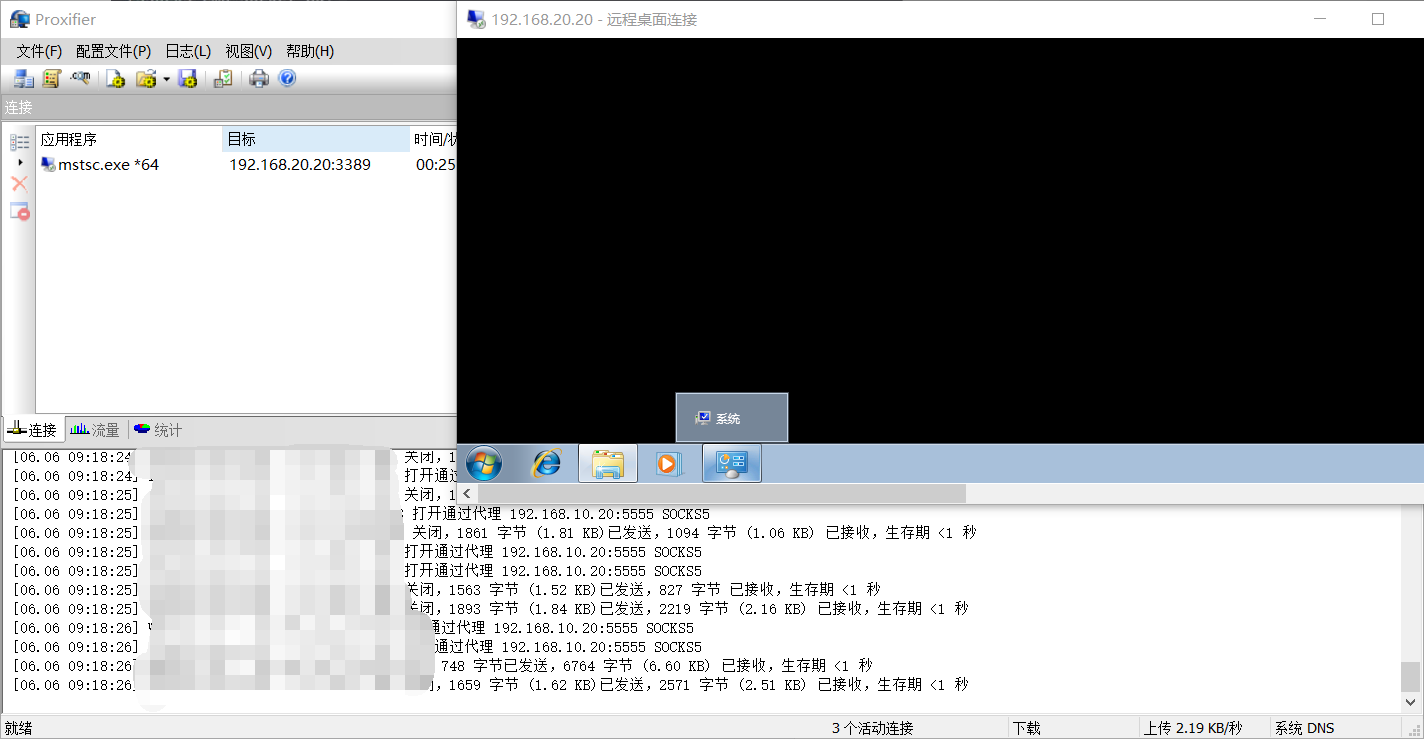 Proxifier
192.168.20.20 - 远程桌面连接
文件(F) 配置文件(P) 日志(L) 视图(V) 帮助(H)
连接
应用程序 目标 时间/
mstsc.exe *64 192.168.20.20:3389 00:25
系统
连接 流量 统计
[06.06 09:18:24 关闭，1
[06.06 09:18:24] 打开通过
[06.06 09:18:25] 关闭，1
[06.06 09:18:25] 打开通过代理 192.168.10.20:5555 SOCKS5
[06.06 09:18:25] 关闭，1861 字节 (1.81 KB)已发送，1094 字节 (1.06 KB) 已接收，生存期 <1 秒
[06.06 09:18:25] 打开通过代理 192.168.10.20:5555 SOCKS5
[06.06 09:18:25] 打开通过代理 192.168.10.20:5555 SOCKS5
[06.06 09:18:25] 关闭，1563 字节 (1.52 KB)已发送，827 字节 已接收，生存期 <1 秒
[06.06 09:18:25] 关闭，1893 字节 (1.84 KB)已发送，2219 字节 (2.16 KB) 已接收，生存期 <1 秒
[06.06 09:18:26] 通过代理 192.168.10.20:5555 SOCKS5
[06.06 09:18:26] 通过代理 192.168.10.20:5555 SOCKS5
[06.06 09:18:26] 748 字节已发送，6764 字节 (6.60 KB) 已接收，生存期 <1 秒
[06.06 09:18:26 闭，1659 字节 (1.62 KB)已发送，2571 字节 (2.51 KB) 已接收，生存期 <1 秒
就绪 3 个活动连接 下载 上传 2.19 KB/秒 系统 DNS